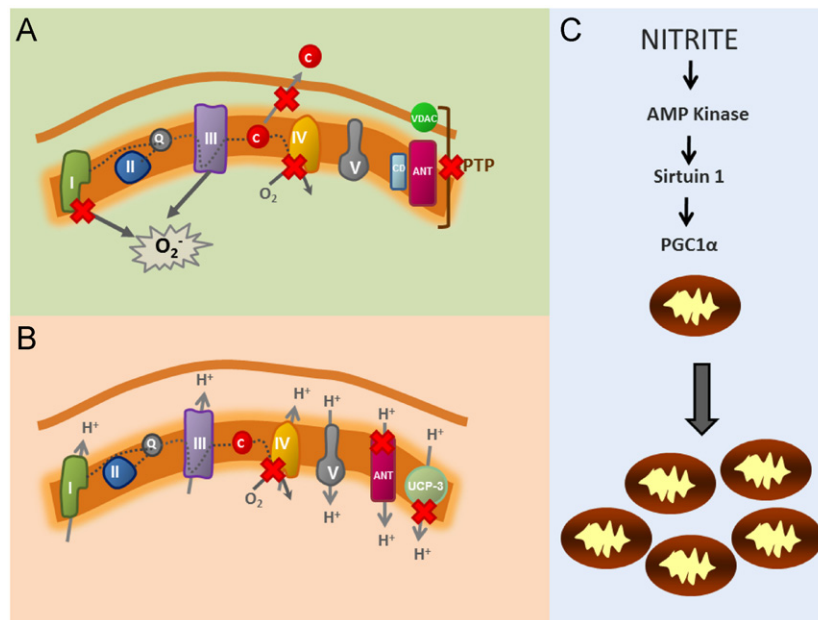 A
c
Q
III
c
IV
VDAC
I
II
V
CD
ANT
PTP
O₂
O₂⁻
B
H⁺
H⁺
H⁺
H⁺
H⁺
H⁺
Q
III
c
IV
I
II
V
ANT
UCP-3
O₂
H⁺
H⁺
H⁺
H⁺
C
NITRITE
AMP Kinase
Sirtuin 1
PGC1α